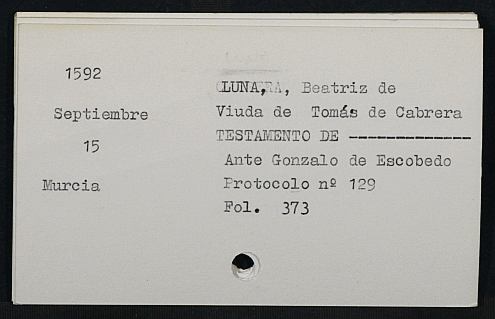 1592
Septiembre
15
Murcia
LUNA, Beatriz de
Viuda de Tomás de Cabrera
TESTAMENTO DE -------------
Ante Gonzalo de Escobedo
Protocolo nº 129
Fol. 373